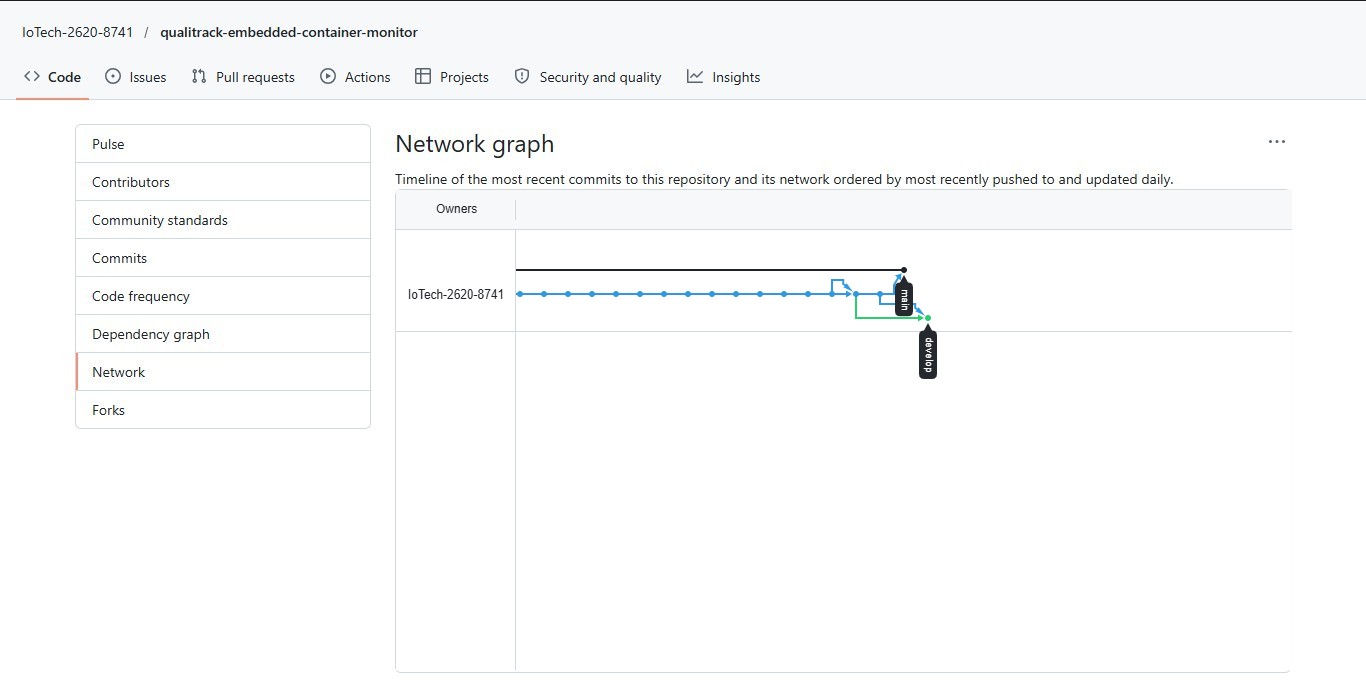 IoTech-2620-8741 / qualitrack-embedded-container-monitor
Code Issues Pull requests Actions Projects Security and quality Insights
Pulse
Contributors
Community standards
Commits
Code frequency
Dependency graph
Network
Forks
Network graph
Timeline of the most recent commits to this repository and its network ordered by most recently pushed to and updated daily.
Owners
IoTech-2620-8741
main
develop